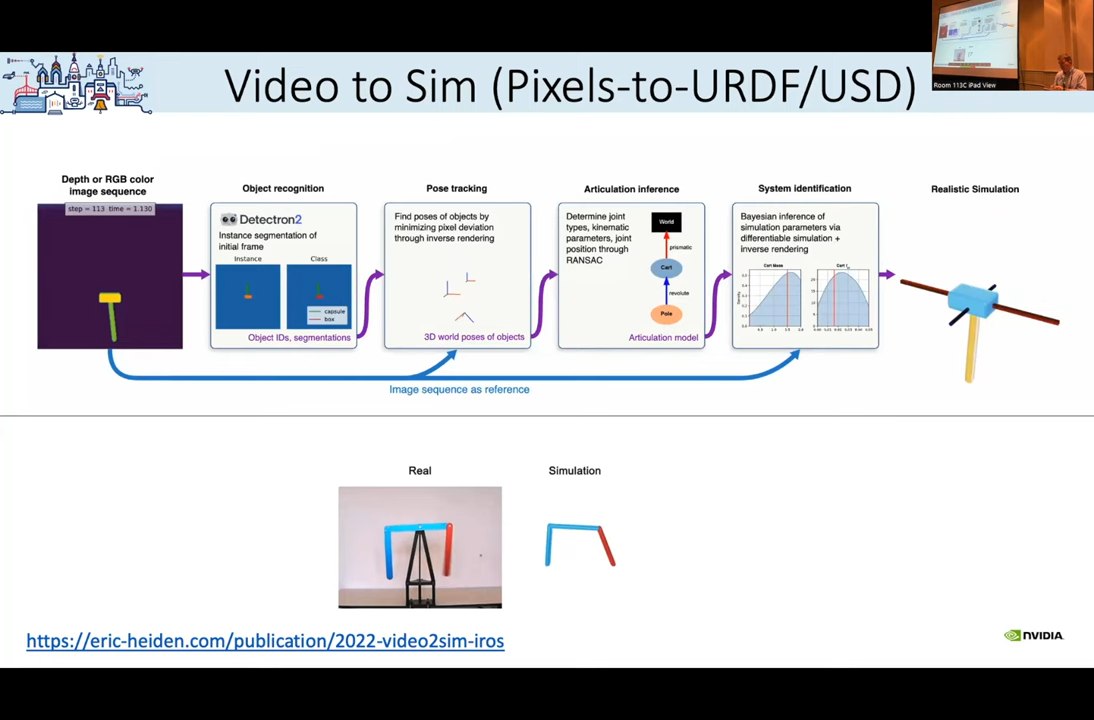 Room 113C iPad View
Video to Sim (Pixels-to-URDF/USD)
Depth or RGB color
image sequence
step = 113 time = 1.130
Object recognition
Detectron2
Instance segmentation of
initial frame
Instance
Class
capsule
box
Object IDs, segmentations
Pose tracking
Find poses of objects by
minimizing pixel deviation
through inverse rendering
3D world poses of objects
Articulation inference
Determine joint
types, kinematic
parameters, joint
position through
RANSAC
World
prismatic
Cart
revolute
Pole
Articulation model
System identification
Bayesian inference of
simulation parameters via
differentiable simulation +
inverse rendering
Cart Mass
Realistic Simulation
Image sequence as reference
Real
Simulation
https://eric-heiden.com/publication/2022-video2sim-iros
NVIDIA